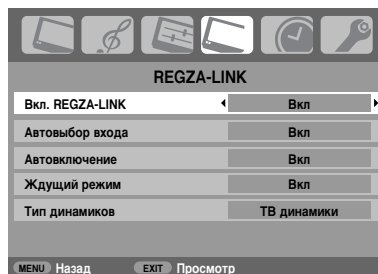 REGZA-LINK
Вкл. REGZA-LINK Вкл
Автовыбор входа Вкл
Автовключение Вкл
Ждущий режим Вкл
Тип динамиков ТВ динамики
MENU Назад EXIT Просмотр